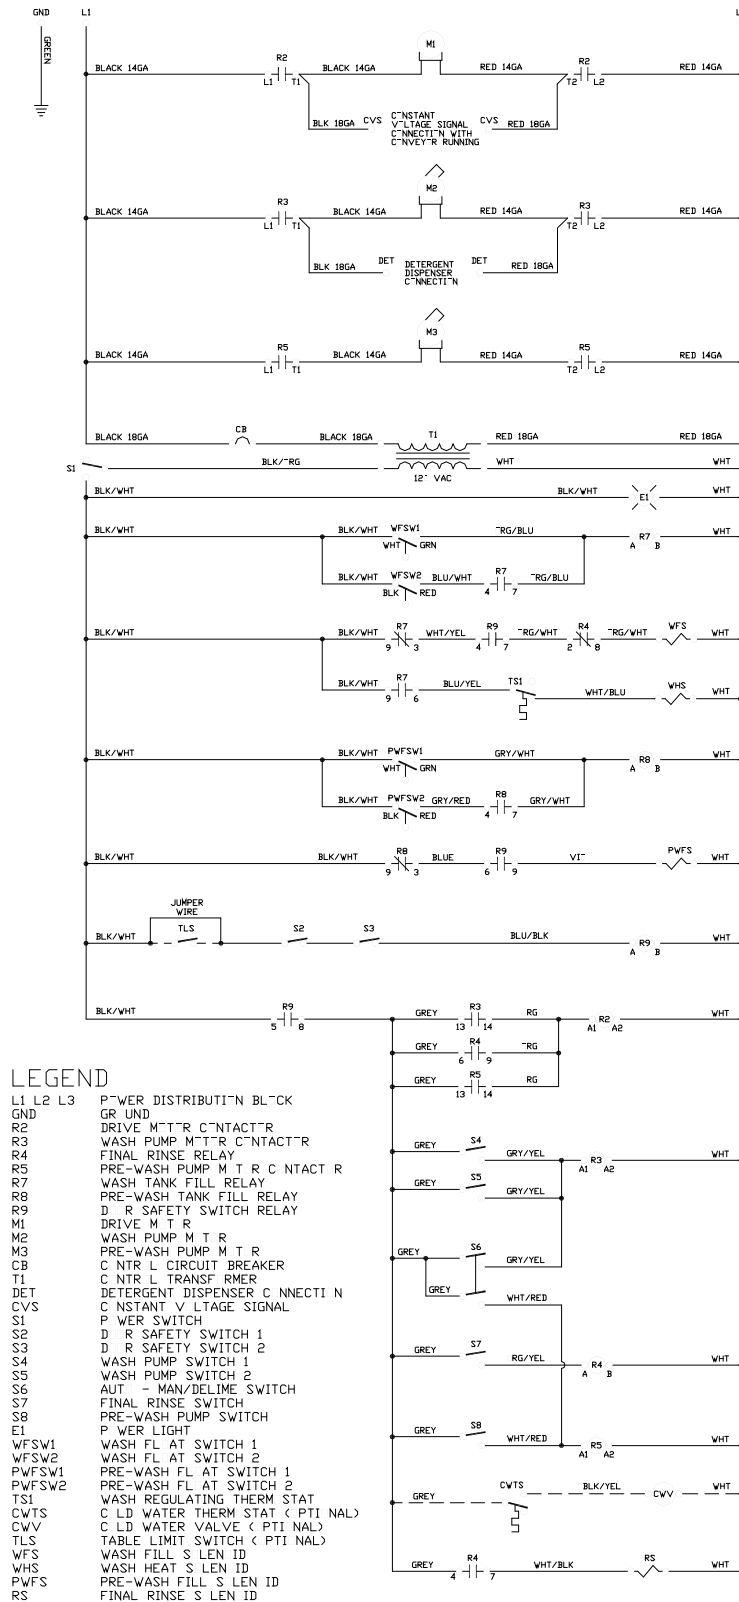 GND L1 L
GREEN
M1
R2 R2
BLACK 14GA BLACK 14GA RED 14GA RED 14GA
L1 T1 T2 L2
BLK 18GA CVS C NSTANT CVS RED 18GA
V LTAGE SIGNAL
C NNECTI N WITH
C NVEY R RUNNING
M2
R3 R3
BLACK 14GA BLACK 14GA RED 14GA RED 14GA
L1 T1 T2 L2
BLK 18GA DET DETERGENT DET RED 18GA
DISPENSER
C NNECTI N
M3
R5 R5
BLACK 14GA BLACK 14GA RED 14GA RED 14GA
L1 T1 T2 L2
BLACK 18GA CB BLACK 18GA T1 RED 18GA RED 18GA
S1 BLK/ RG WHT WHT
12 VAC
BLK/WHT BLK/WHT E1 WHT
BLK/WHT BLK/WHT WFSW1 RG/BLU R7 WHT
WHT GRN A B
BLK/WHT WFSW2 BLU/WHT R7 RG/BLU
BLK RED 4 7
BLK/WHT BLK/WHT R7 WHT/YEL R9 RG/WHT R4 RG/WHT WFS WHT
9 3 4 7 2 8
BLK/WHT R7 BLU/YEL TS1 WHT/BLU WHS WHT
9 6
BLK/WHT BLK/WHT PWFSW1 GRY/WHT R8 WHT
WHT GRN A B
BLK/WHT PWFSW2 GRY/RED R8 GRY/WHT
BLK RED 4 7
BLK/WHT BLK/WHT R8 BLUE R9 VI PWFS WHT
9 3 6 9
JUMPER
WIRE
BLK/WHT TLS S2 S3 BLU/BLK R9 WHT
A B
BLK/WHT R9 GREY R3 RG R2 WHT
5 8 13 14 A1 A2
GREY R4 RG
6 9
GREY R5 RG
13 14
GREY S4 GRY/YEL R3 WHT
A1 A2
GREY S5 GRY/YEL
GREY S6 GRY/YEL
GREY WHT/RED
GREY S7 RG/YEL R4 WHT
A B
GREY S8 WHT/RED R5 WHT
A1 A2
GREY CWTS BLK/YEL CWV WHT
GREY R4 WHT/BLK RS WHT
4 7
LEGEND
L1 L2 L3 P WER DISTRIBUTI N BL CK
GND GR UND
R2 DRIVE M T R C NTACT R
R3 WASH PUMP M T R C NTACT R
R4 FINAL RINSE RELAY
R5 PRE-WASH PUMP M T R C NTACT R
R7 WASH TANK FILL RELAY
R8 PRE-WASH TANK FILL RELAY
R9 D R SAFETY SWITCH RELAY
M1 DRIVE M T R
M2 WASH PUMP M T R
M3 PRE-WASH PUMP M T R
CB C NTR L CIRCUIT BREAKER
T1 C NTR L TRANSF RMER
DET DETERGENT DISPENSER C NNECTI N
CVS C NSTANT V LTAGE SIGNAL
S1 P WER SWITCH
S2 D R SAFETY SWITCH 1
S3 D R SAFETY SWITCH 2
S4 WASH PUMP SWITCH 1
S5 WASH PUMP SWITCH 2
S6 AUT - MAN/DELIME SWITCH
S7 FINAL RINSE SWITCH
S8 PRE-WASH PUMP SWITCH
E1 P WER LIGHT
WFSW1 WASH FL AT SWITCH 1
WFSW2 WASH FL AT SWITCH 2
PWFSW1 PRE-WASH FL AT SWITCH 1
PWFSW2 PRE-WASH FL AT SWITCH 2
TS1 WASH REGULATING THERM STAT
CWTS C LD WATER THERM STAT ( PTI NAL)
CWV C LD WATER VALVE ( PTI NAL)
TLS TABLE LIMIT SWITCH ( PTI NAL)
WFS WASH FILL S LEN ID
WHS WASH HEAT S LEN ID
PWFS PRE-WASH FILL S LEN ID
RS FINAL RINSE S LEN ID